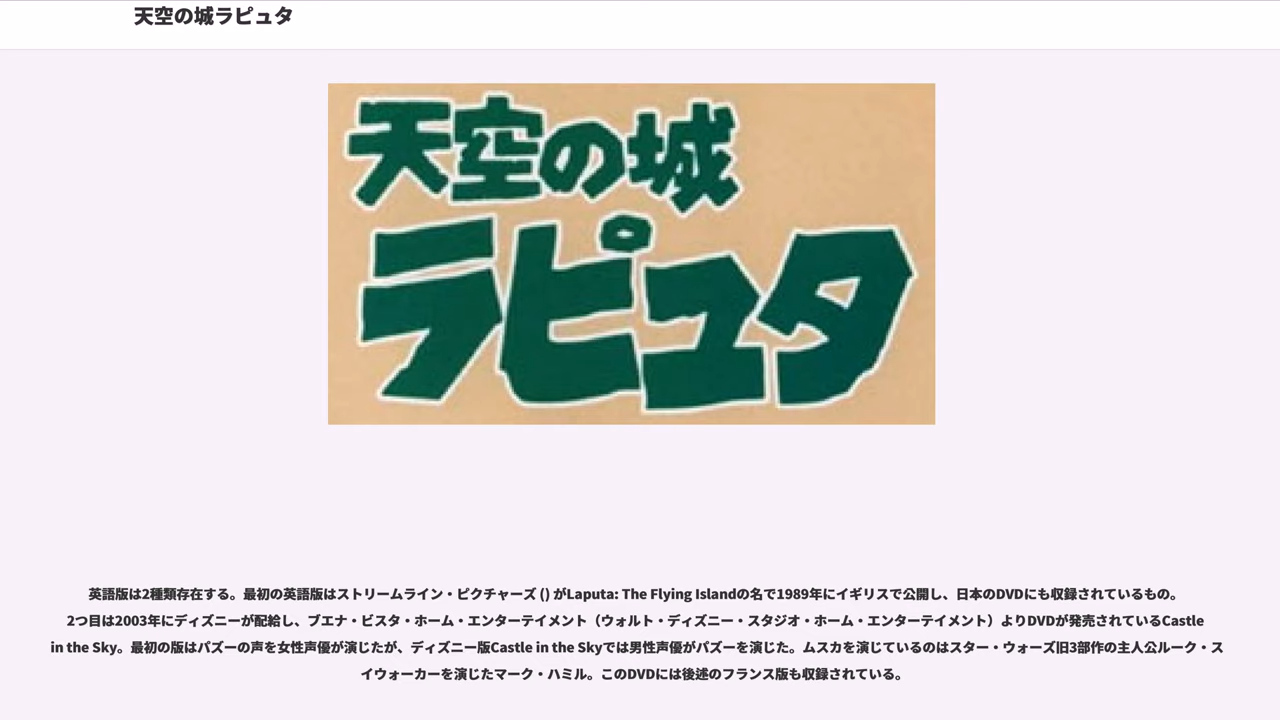 天空の城ラピュタ
天空の城
ラピュタ
英語版は2種類存在する。最初の英語版はストリームライン・ピクチャーズ () がLaputa: The Flying Islandの名で1989年にイギリスで公開し、日本のDVDにも収録されているもの。
2つ目は2003年にディズニーが配給し、ブエナ・ビスタ・ホーム・エンターテイメント（ウォルト・ディズニー・スタジオ・ホーム・エンターテイメント）よりDVDが発売されているCastle
in the Sky。最初の版はパズーの声を女性声優が演じたが、ディズニー版Castle in the Skyでは男性声優がパズーを演じた。ムスカを演じているのはスター・ウォーズ旧3部作の主人公ルーク・ス
イウォーカーを演じたマーク・ハミル。このDVDには後述のフランス版も収録されている。